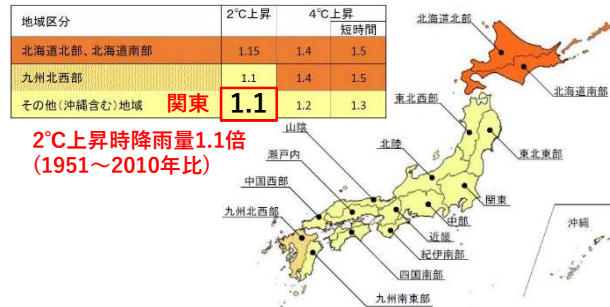 地域区分 2℃上昇 4℃上昇
短時間
北海道北部、北海道南部 1.15 1.4 1.5
九州北西部 1.1 1.4 1.5
その他(沖縄含む)地域 関東 1.1 1.2 1.3
2℃上昇時降雨量1.1倍
(1951～2010年比)
北海道北部
北海道南部
東北西部
東北東部
山陰
北陸
瀬戸内
中国西部
関東
九州北西部
中部
近畿
沖縄
紀伊南部
四国南部
九州南東部